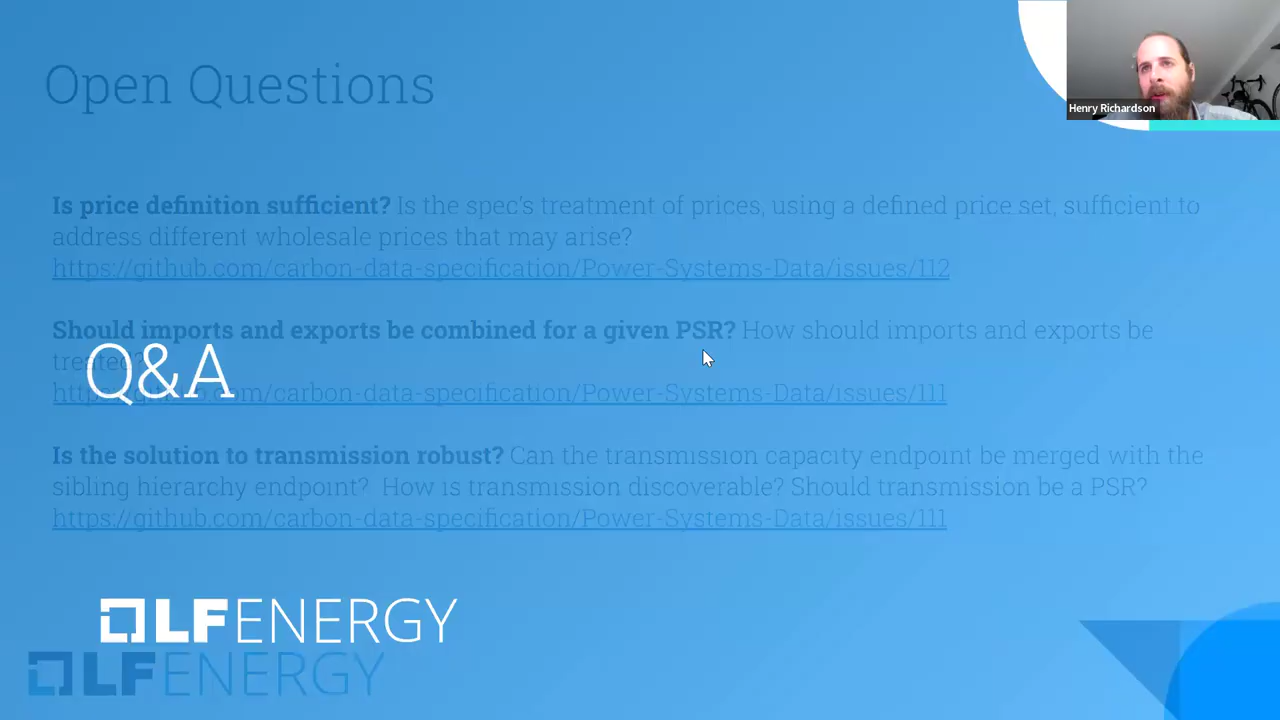 Open Questions
Henry Richardson
Is price definition sufficient? Is the spec's treatment of prices, using a defined price set, sufficient to
address different wholesale prices that may arise?
https://github.com/carbon-data-specification/Power-Systems-Data/issues/112
Should imports and exports be combined for a given PSR? How should imports and exports be
treated?
Q&A
https://github.com/carbon-data-specification/Power-Systems-Data/issues/111
Is the solution to transmission robust? Can the transmission capacity endpoint be merged with the
sibling hierarchy endpoint? How is transmission discoverable? Should transmission be a PSR?
https://github.com/carbon-data-specification/Power-Systems-Data/issues/111
LF ENERGY
LF ENERGY